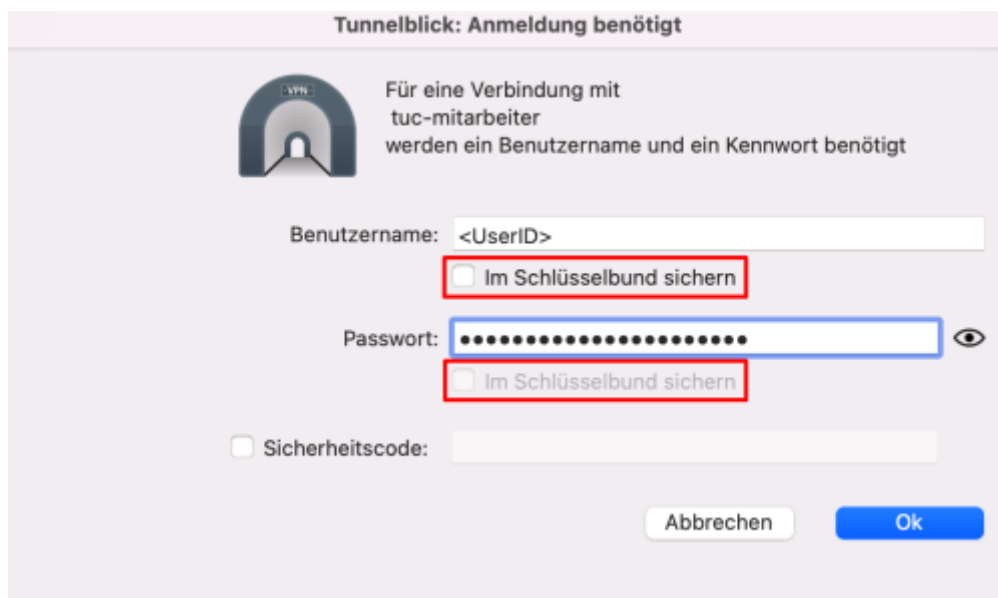 Tunnelblick: Anmeldung benötigt
VPN
Für eine Verbindung mit
tuc-mitarbeiter
werden ein Benutzername und ein Kennwort benötigt
Benutzername: <UserID>
Im Schlüsselbund sichern
Passwort: ••••••••••••••••••••••
Im Schlüsselbund sichern
Sicherheitscode:
Abbrechen Ok